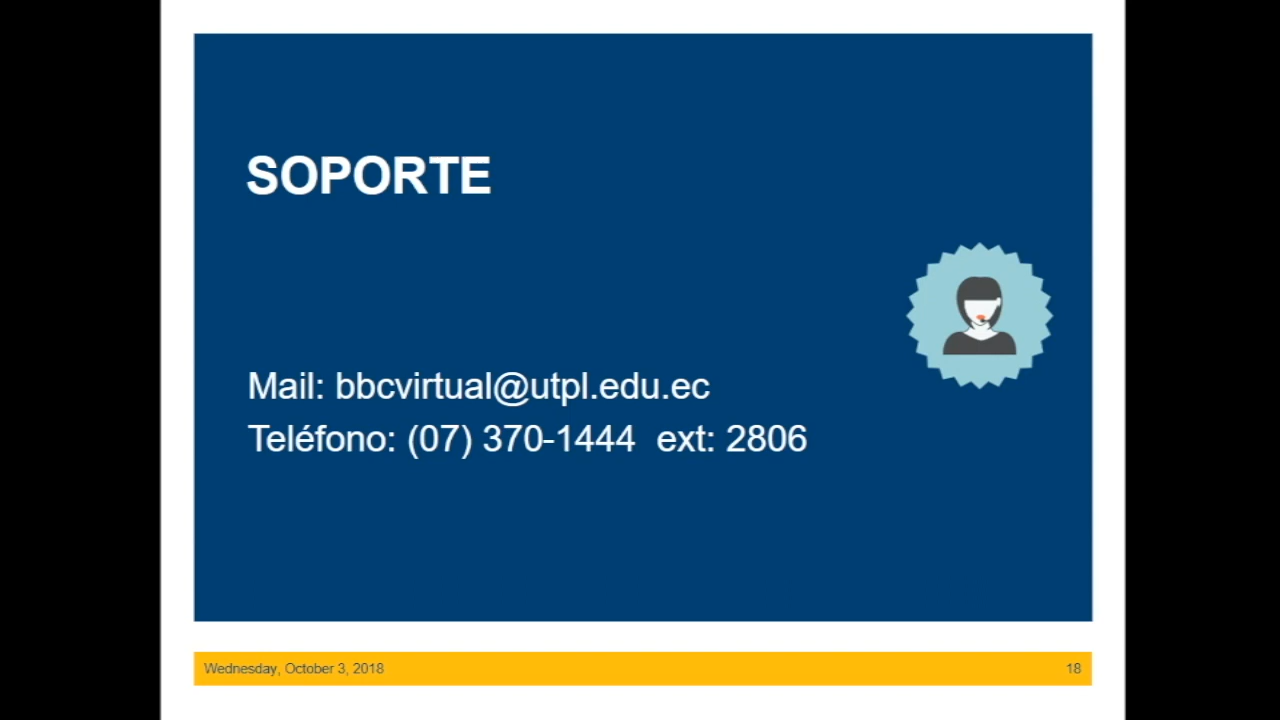 SOPORTE
Mail: bbcvirtual@utpl.edu.ec
Teléfono: (07) 370-1444 ext: 2806
Wednesday, October 3, 2018
18